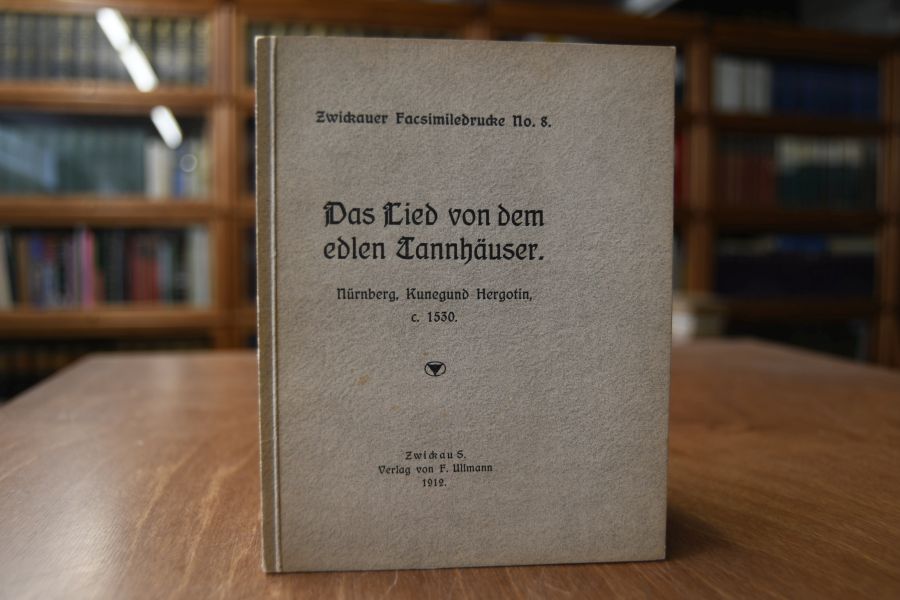 Zwickauer Facsimiledrucke No. 8.
Das Lied von dem
edlen Tannhäuser.
Nürnberg, Kunegund Hergotin,
c. 1530.
Zwickau S.
Verlag von F. Ullmann
1912.